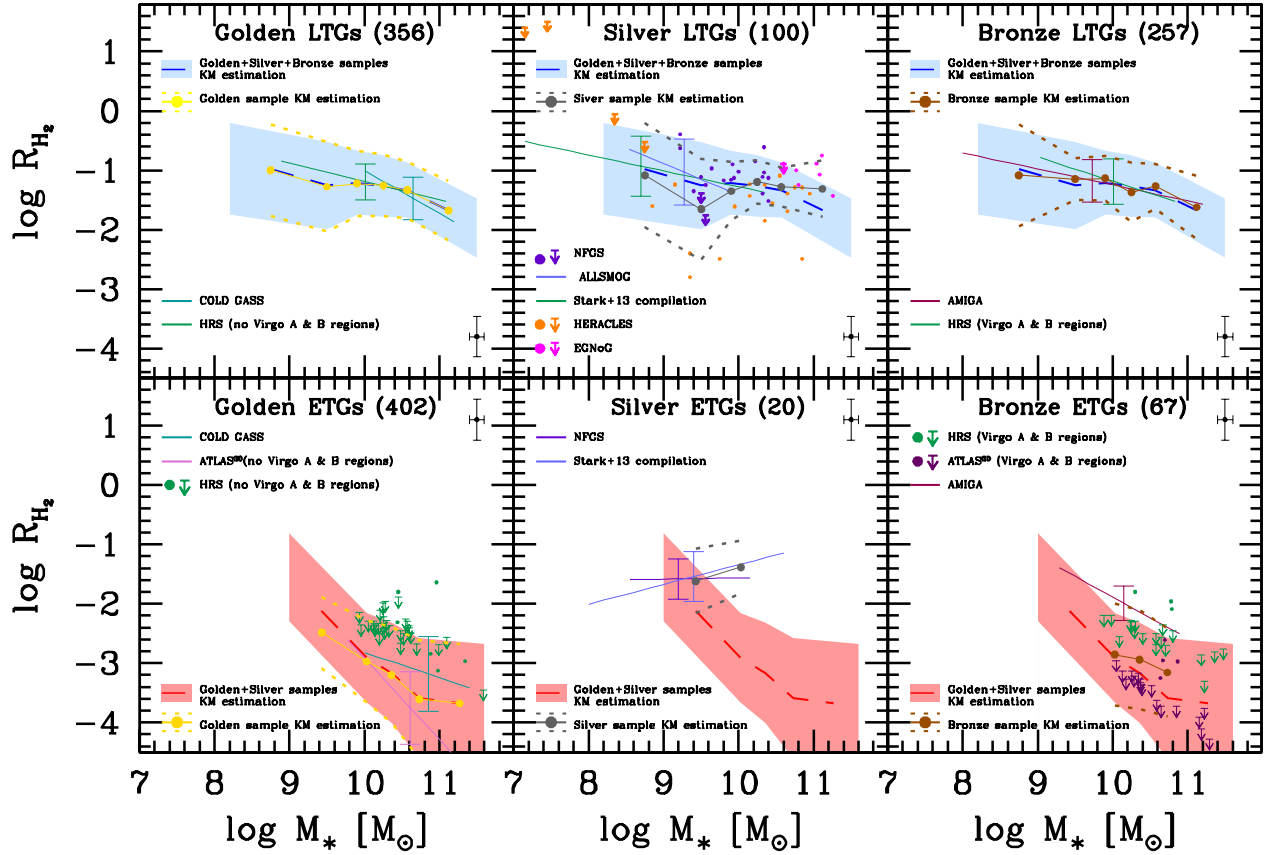 Golden LTGs (356)
Golden+Silver+Bronze samples
KM estimation
Golden sample KM estimation
COLD GASS
HRS (no Virgo A & B regions)
Silver LTGs (100)
Golden+Silver+Bronze samples
KM estimation
Siver sample KM estimation
NFGS
ALLSMOG
Stark+13 compilation
HERACLES
EGNoG
Bronze LTGs (257)
Golden+Silver+Bronze samples
KM estimation
Bronze sample KM estimation
AMIGA
HRS (Virgo A & B regions)
log R_H₂
1
0
−1
−2
−3
−4
Golden ETGs (402)
COLD GASS
ATLAS³ᴰ(no Virgo A & B regions)
HRS (no Virgo A & B regions)
Golden+Silver samples
KM estimation
Golden sample KM estimation
Silver ETGs (20)
NFGS
Stark+13 compilation
Golden+Silver samples
KM estimation
Silver sample KM estimation
Bronze ETGs (67)
HRS (Virgo A & B regions)
ATLAS³ᴰ (Virgo A & B regions)
AMIGA
Golden+Silver samples
KM estimation
Bronze sample KM estimation
log R_H₂
1
0
−1
−2
−3
−4
7 8 9 10 11 7 8 9 10 11 7 8 9 10 11
log M* [M⊙] log M* [M⊙] log M* [M⊙]